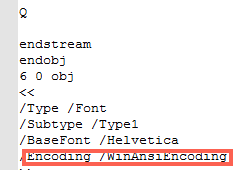 Q
endstream
endobj
6 0 obj
<<
/Type /Font
/Subtype /Type1
/BaseFont /Helvetica
/Encoding /WinAnsiEncoding